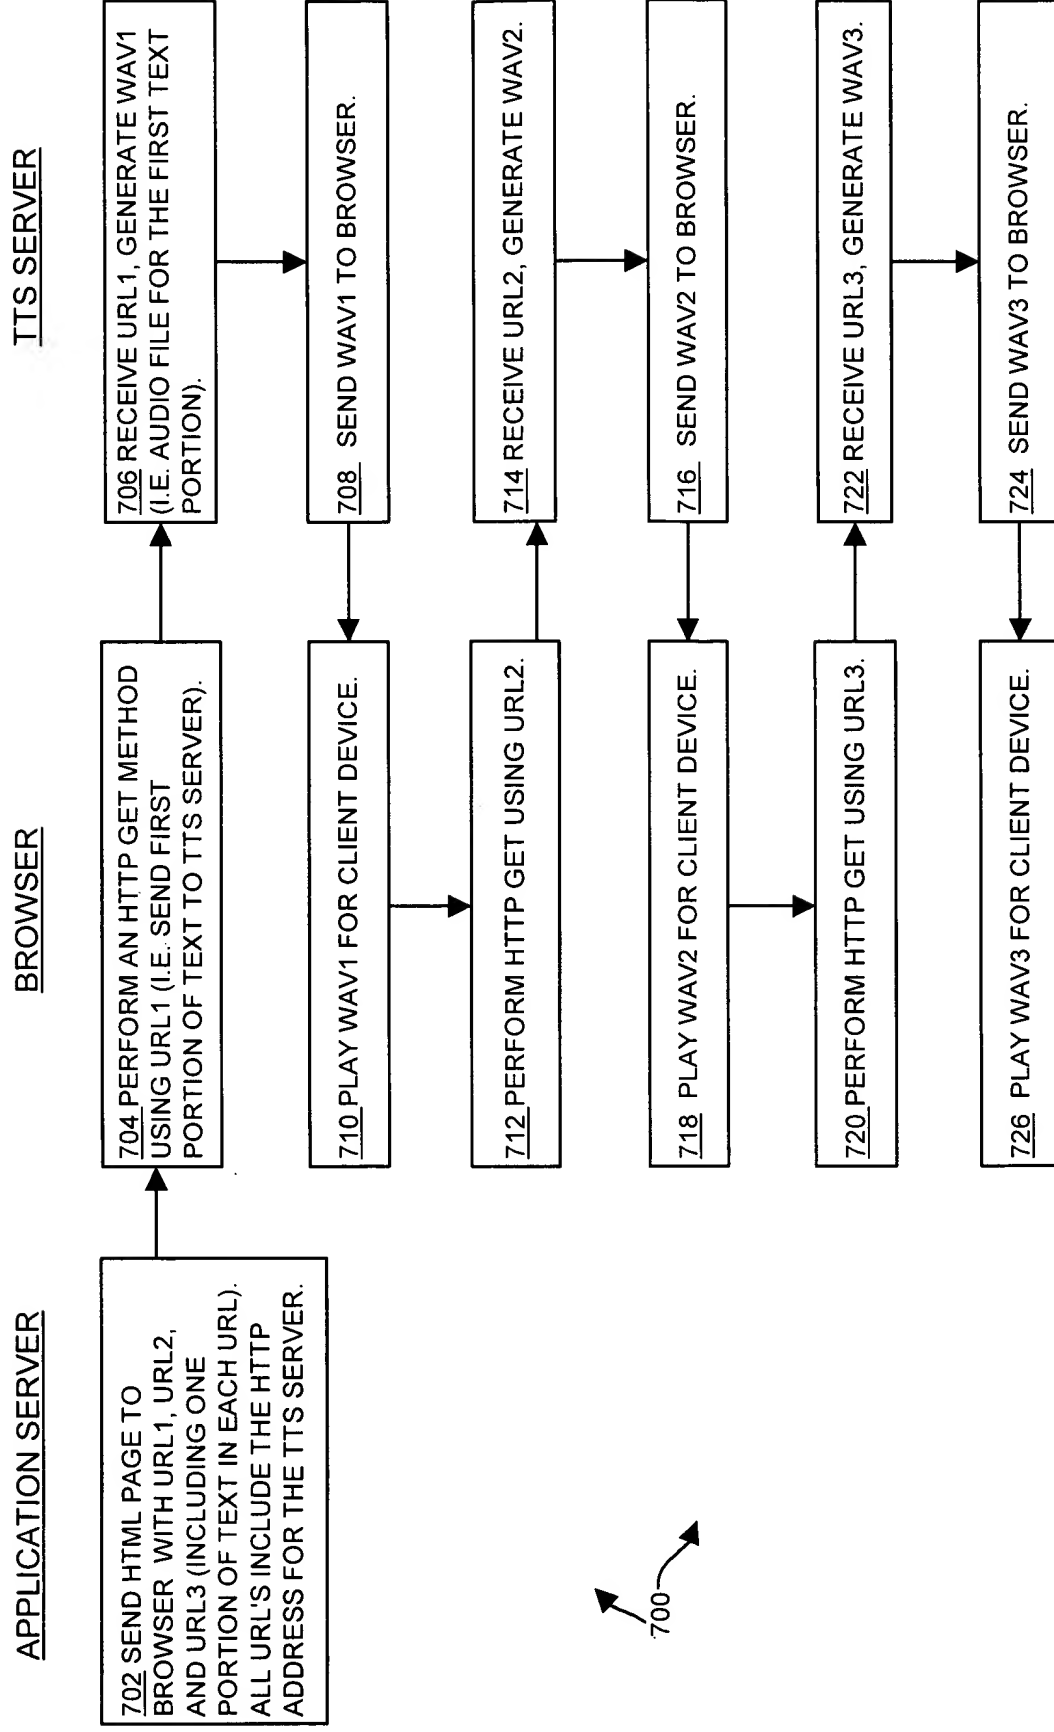 APPLICATION SERVER
BROWSER
TTS SERVER
702 SEND HTML PAGE TO
BROWSER WITH URL1, URL2,
AND URL3 (INCLUDING ONE
PORTION OF TEXT IN EACH URL).
ALL URL'S INCLUDE THE HTTP
ADDRESS FOR THE TTS SERVER.
704 PERFORM AN HTTP GET METHOD
USING URL1 (I.E. SEND FIRST
PORTION OF TEXT TO TTS SERVER).
706 RECEIVE URL1, GENERATE WAV1
(I.E. AUDIO FILE FOR THE FIRST TEXT
PORTION).
708 SEND WAV1 TO BROWSER.
710 PLAY WAV1 FOR CLIENT DEVICE.
712 PERFORM HTTP GET USING URL2.
714 RECEIVE URL2, GENERATE WAV2.
716 SEND WAV2 TO BROWSER.
718 PLAY WAV2 FOR CLIENT DEVICE.
720 PERFORM HTTP GET USING URL3.
722 RECEIVE URL3, GENERATE WAV3.
724 SEND WAV3 TO BROWSER.
726 PLAY WAV3 FOR CLIENT DEVICE.
700